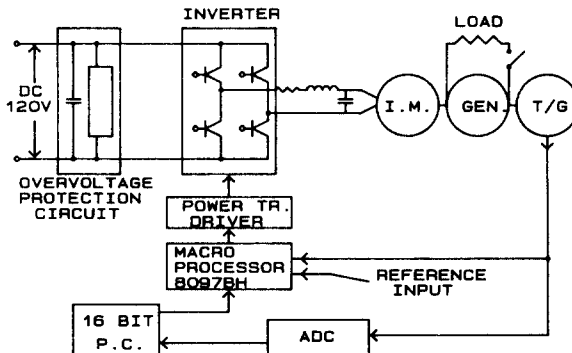 INVERTER
LOAD
DC
120V
I.M.
GEN.
T/G
OVERVOLTAGE
PROTECTION
CIRCUIT
POWER TR.
DRIVER
MACRO
PROCESSOR
8097BH
REFERENCE
INPUT
16 BIT
P.C.
ADC